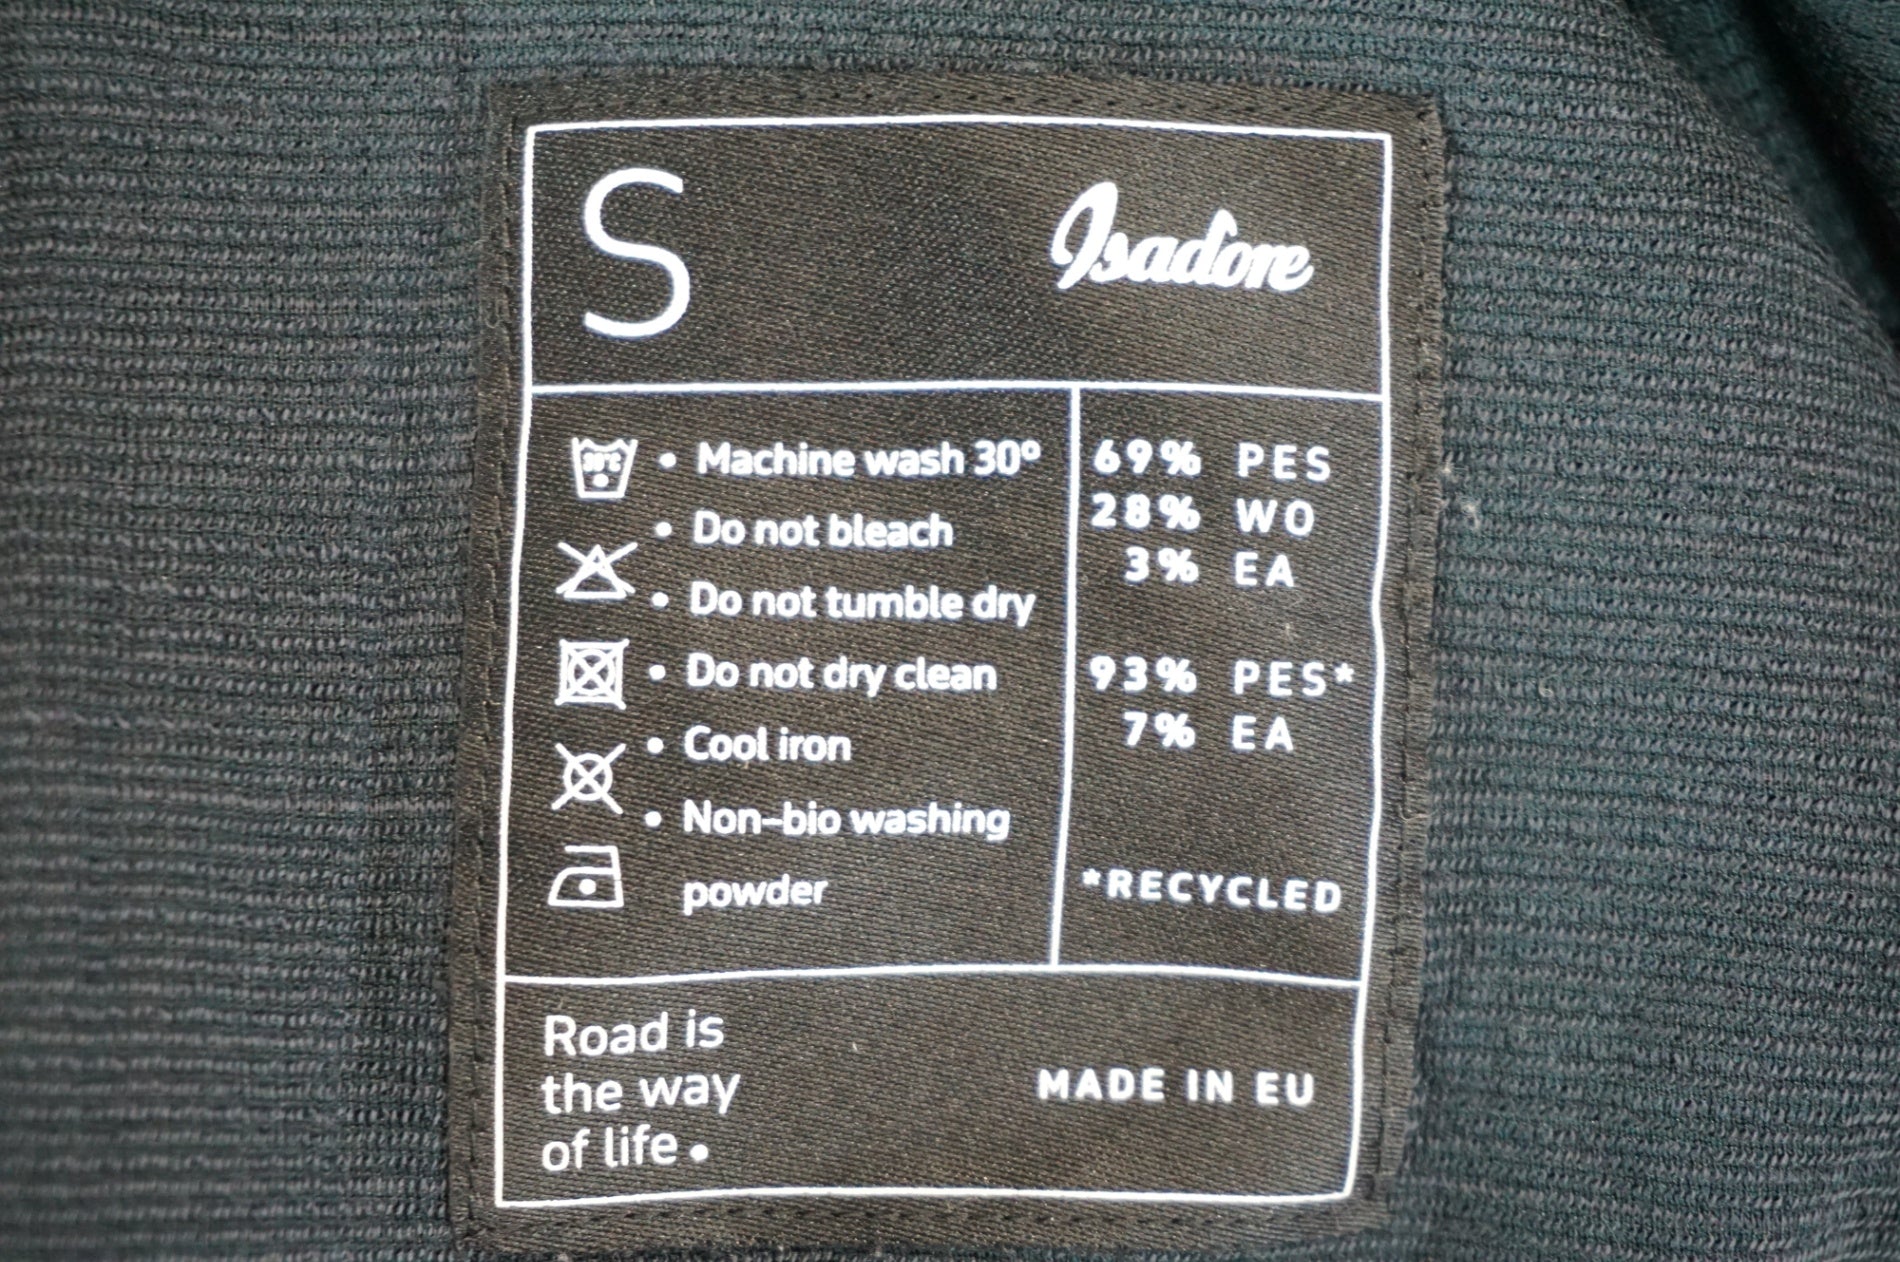 S
Isadore
30°C
• Machine wash 30º
• Do not bleach
• Do not tumble dry
• Do not dry clean
• Cool iron
• Non-bio washing
powder
69% PES
28% WO
3% EA
93% PES*
7% EA
*RECYCLED
Road is
the way
of life •
MADE IN EU